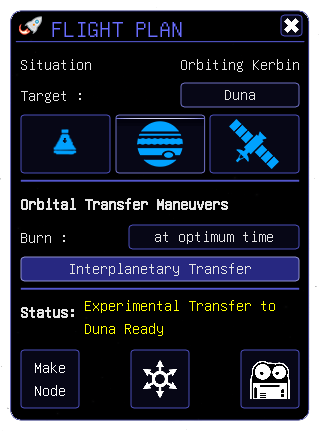 FLIGHT PLAN
Situation Orbiting Kerbin
Target : Duna
Orbital Transfer Maneuvers
Burn : at optimum time
Interplanetary Transfer
Status: Experimental Transfer to
Duna Ready
Make
Node